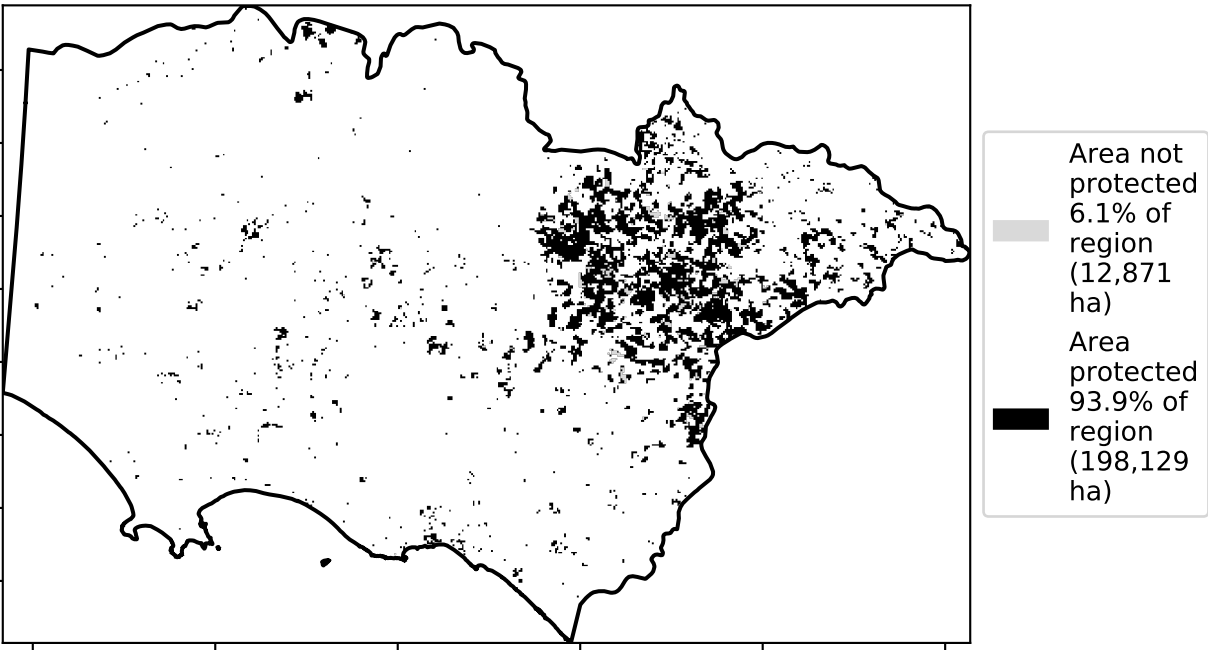 Area not
protected
6.1% of
region
(12,871
ha)
Area
protected
93.9% of
region
(198,129
ha)